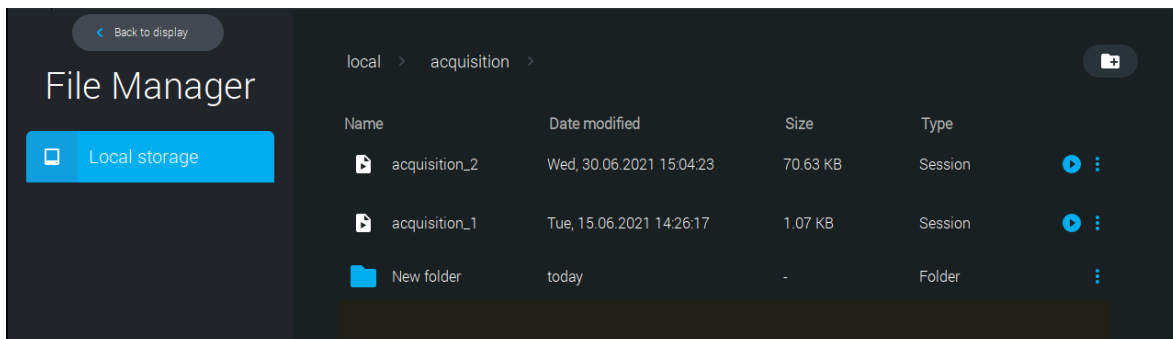 Back to display
File Manager
Local storage
local > acquisition >
Name Date modified Size Type
acquisition_2 Wed, 30.06.2021 15:04:23 70.63 KB Session
acquisition_1 Tue, 15.06.2021 14:26:17 1.07 KB Session
New folder today - Folder